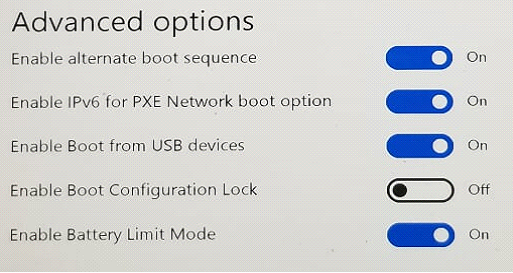 Advanced options
Enable alternate boot sequence On
Enable IPv6 for PXE Network boot option On
Enable Boot from USB devices On
Enable Boot Configuration Lock Off
Enable Battery Limit Mode On